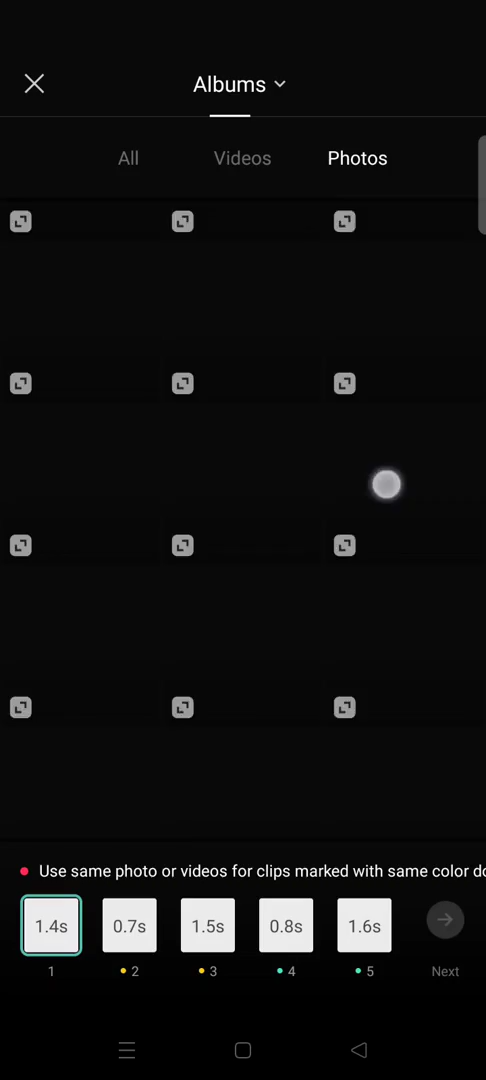 Albums
All Videos Photos
Use same photo or videos for clips marked with same color do
1.4s 0.7s 1.5s 0.8s 1.6s
1 2 3 4 5 Next